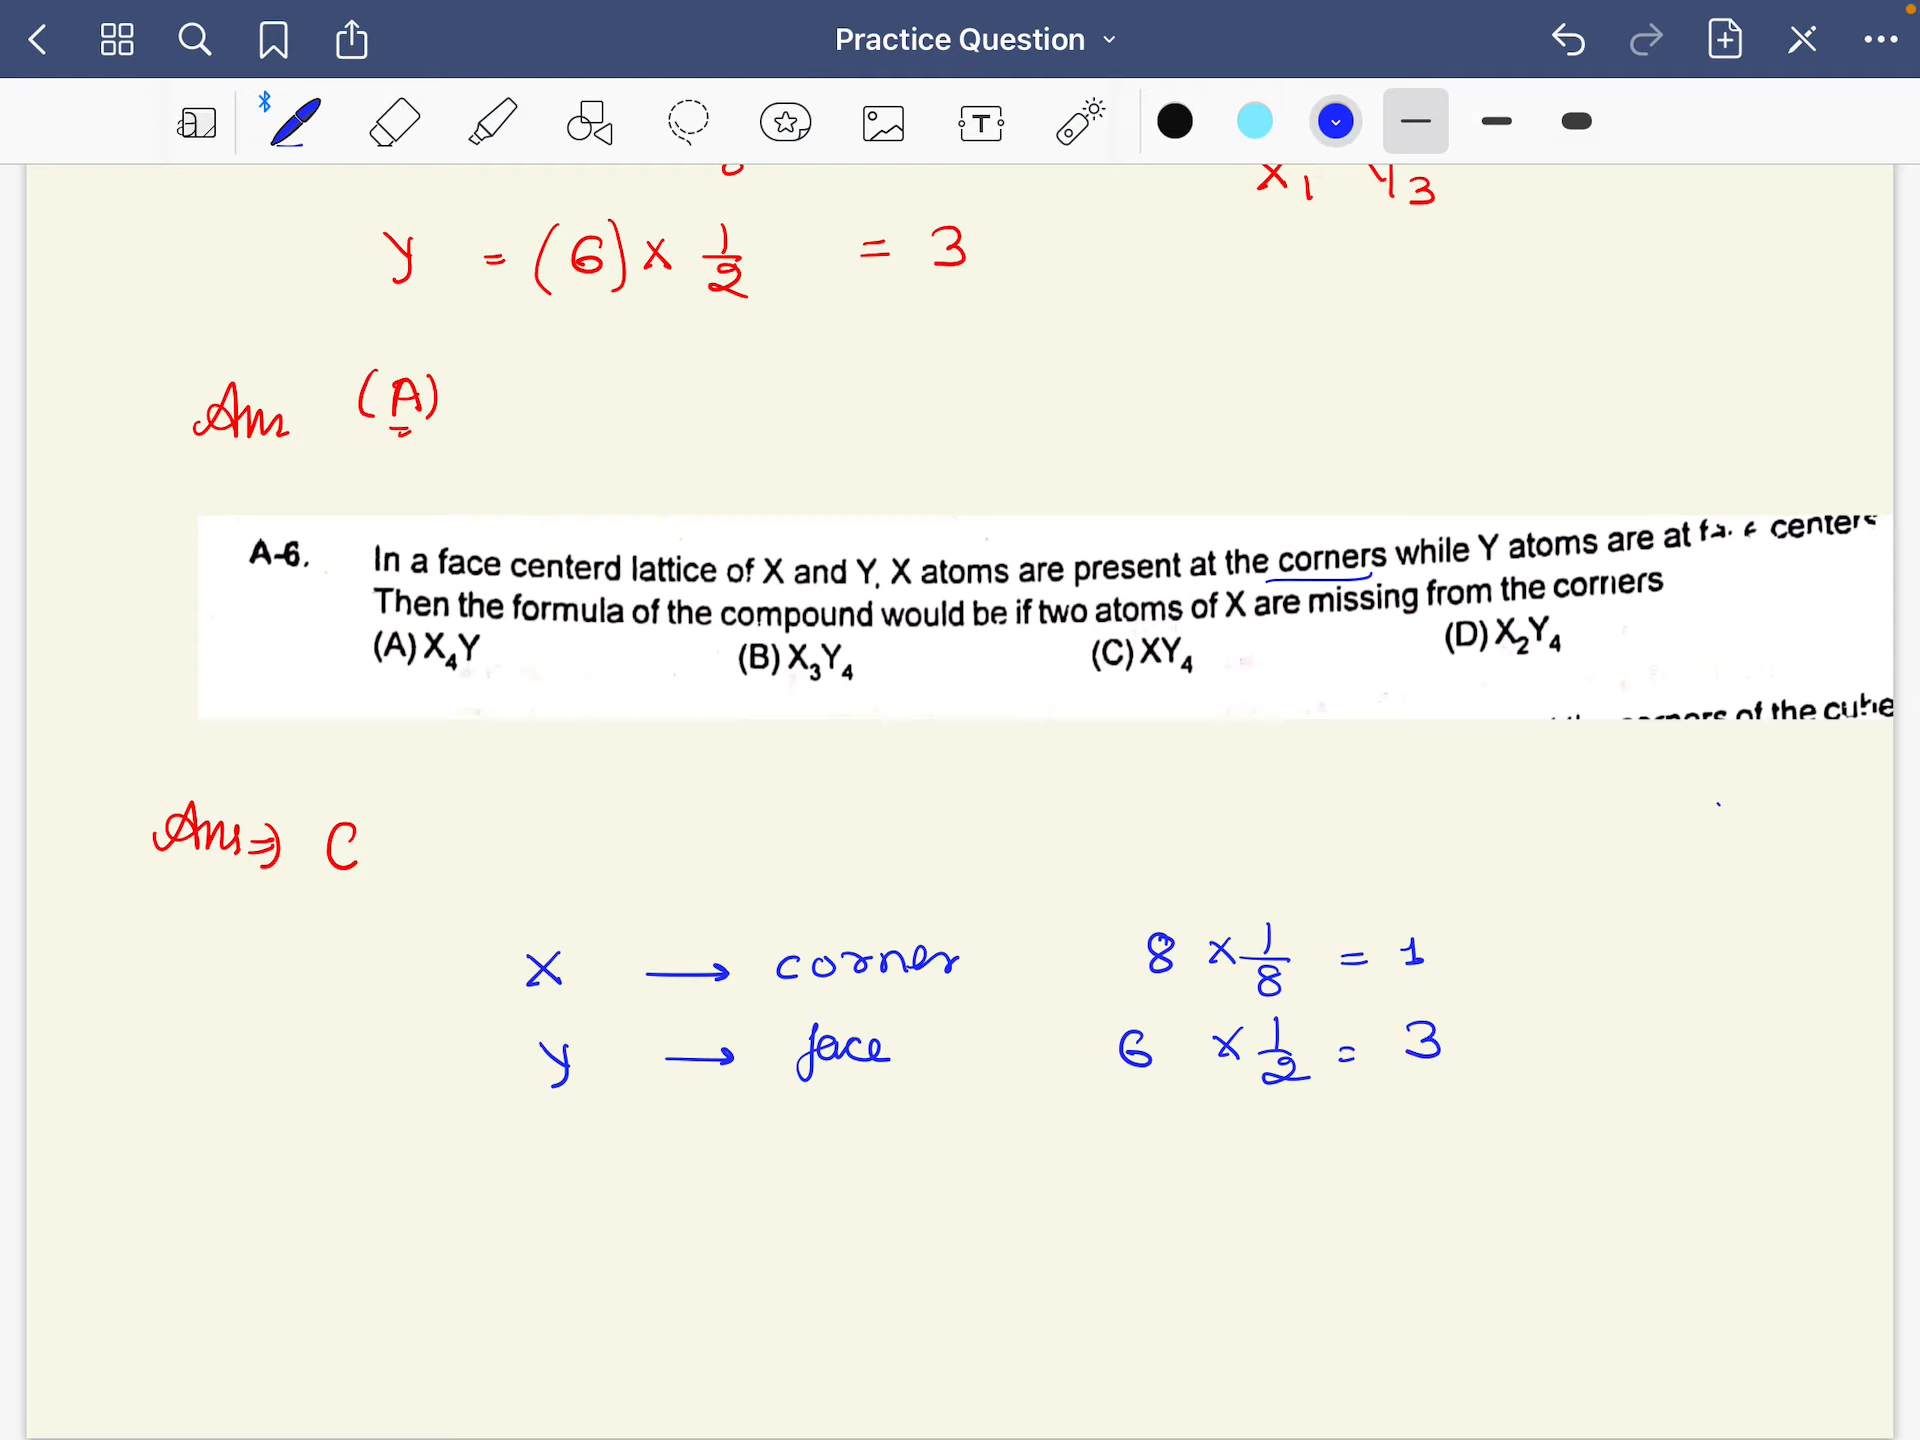 Practice Question
X1 Y3
y = (6) × 1/2 = 3
Ans (A)
A-6. In a face centerd lattice of X and Y, X atoms are present at the corners while Y atoms are at face centers
Then the formula of the compound would be if two atoms of X are missing from the corners
(A) X₄Y (B) X₃Y₄ (C) XY₄ (D) X₂Y₄
corners of the cube
Ans ⇒ C
X → corner 8 × 1/8 = 1
y → face 6 × 1/2 = 3